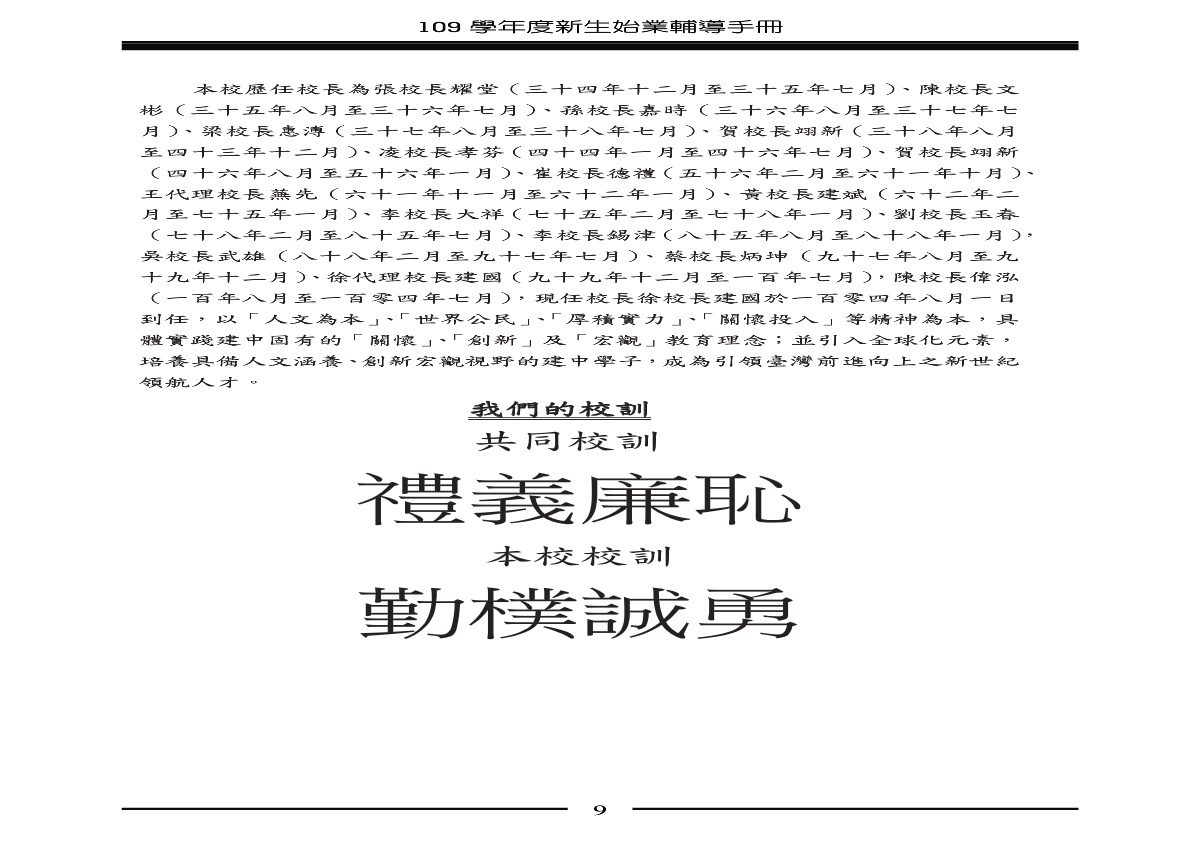 109 學年度新生始業輔導手冊
本校歷任校長為張校長耀堂（三十四年十二月至三十五年七月）、陳校長文
彬（三十五年八月至三十六年七月）、孫校長嘉時（三十六年八月至三十七年七
月）、梁校長惠溥（三十七年八月至三十八年七月）、賀校長翊新（三十八年八月
至四十三年十二月）、凌校長孝芬（四十四年一月至四十六年七月）、賀校長翊新
（四十六年八月至五十六年一月）、崔校長德禮（五十六年二月至六十一年十月）、
王代理校長蕪先（六十一年十一月至六十二年一月）、黃校長建斌（六十二年二
月至七十五年一月）、李校長大祥（七十五年二月至七十八年一月）、劉校長玉春
（七十八年二月至八十五年七月）、李校長錫津（八十五年八月至八十八年一月），
吳校長武雄（八十八年二月至九十七年七月）、蔡校長炳坤（九十七年八月至九
十九年十二月）、徐代理校長建國（九十九年十二月至一百年七月），陳校長偉泓
（一百年八月至一百零四年七月），現任校長徐校長建國於一百零四年八月一日
到任，以「人文為本」、「世界公民」、「厚積實力」、「關懷投入」等精神為本，具
體實踐建中固有的「關懷」、「創新」及「宏觀」教育理念；並引入全球化元素，
培養具備人文涵養、創新宏觀視野的建中學子，成為引領臺灣前進向上之新世紀
領航人才。
我們的校訓
共同校訓
禮義廉恥
本校校訓
勤樸誠勇
9